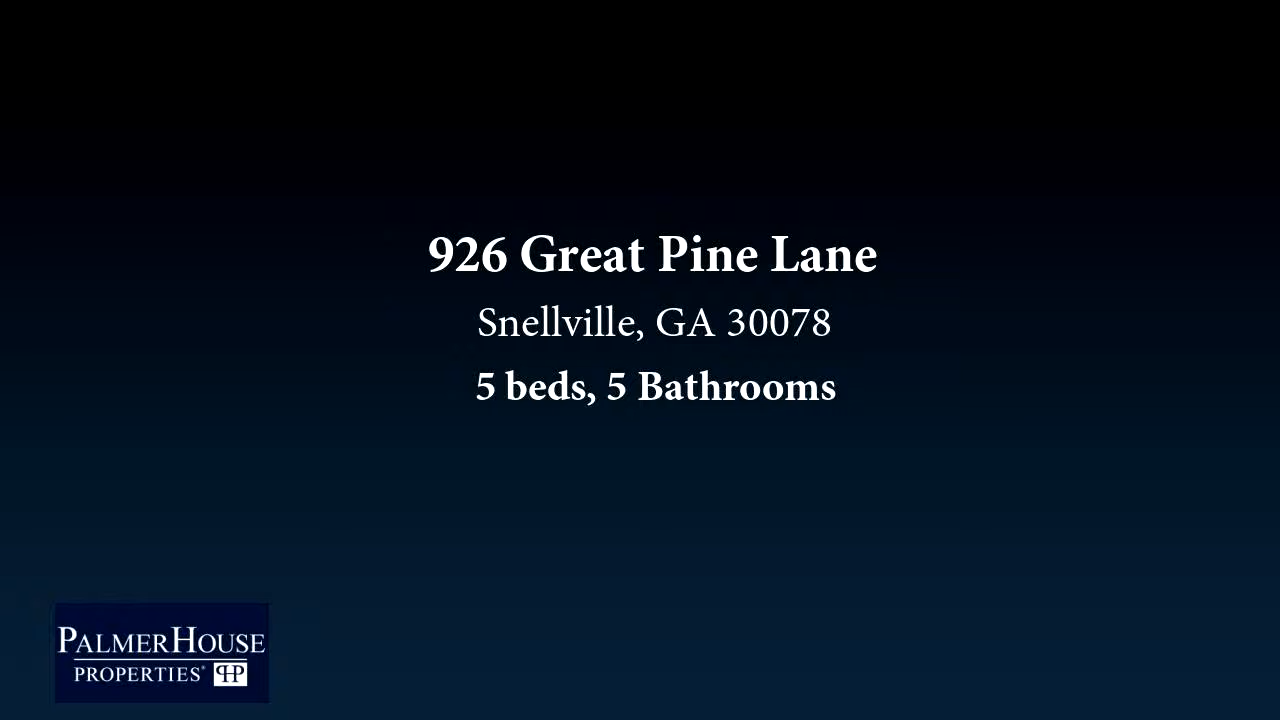 926 Great Pine Lane
Snellville, GA 30078
5 beds, 5 Bathrooms
PALMERHOUSE
PROPERTIES®